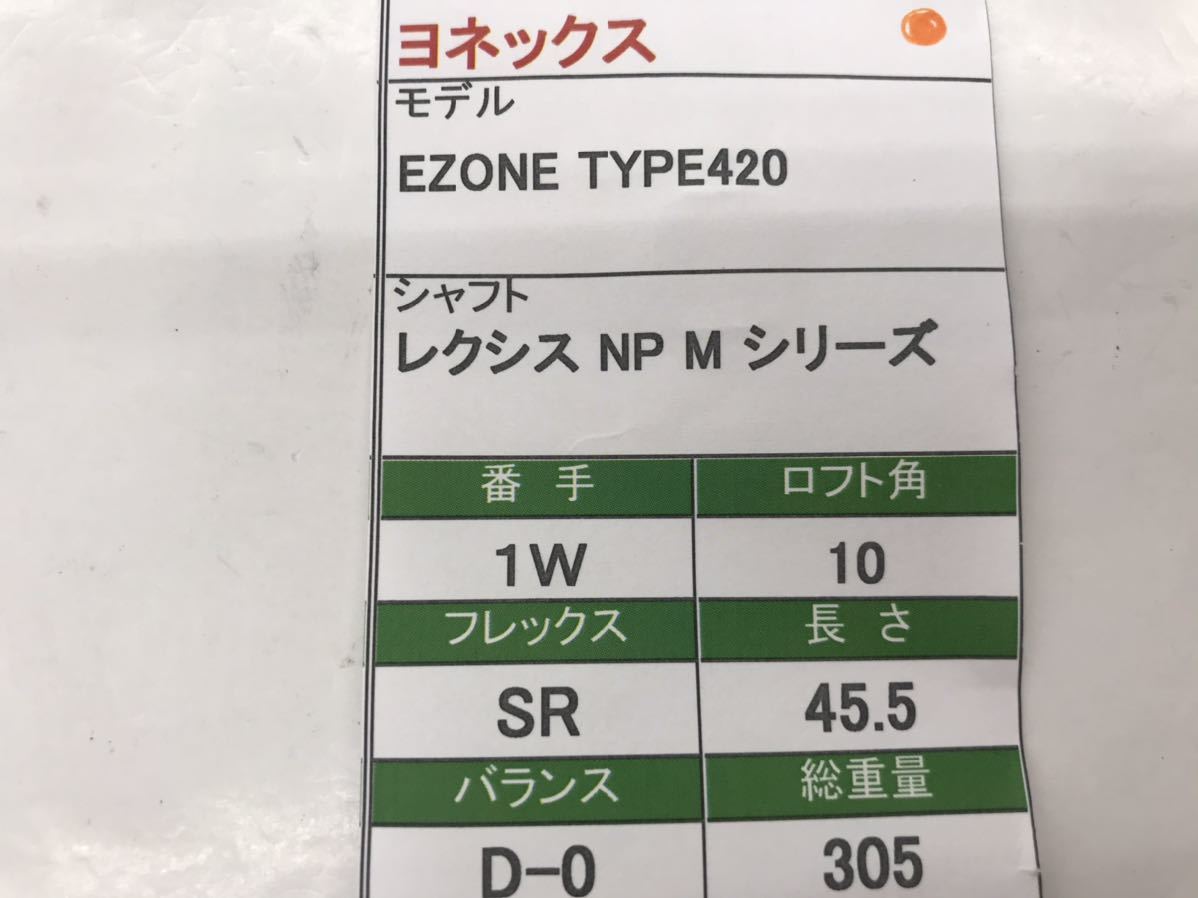 ヨネックス
モデル
EZONE TYPE420
シャフト
レクシス NP M シリーズ
番 手 ロフト角
1W 10
フレックス 長 さ
SR 45.5
バランス 総重量
D-0 305